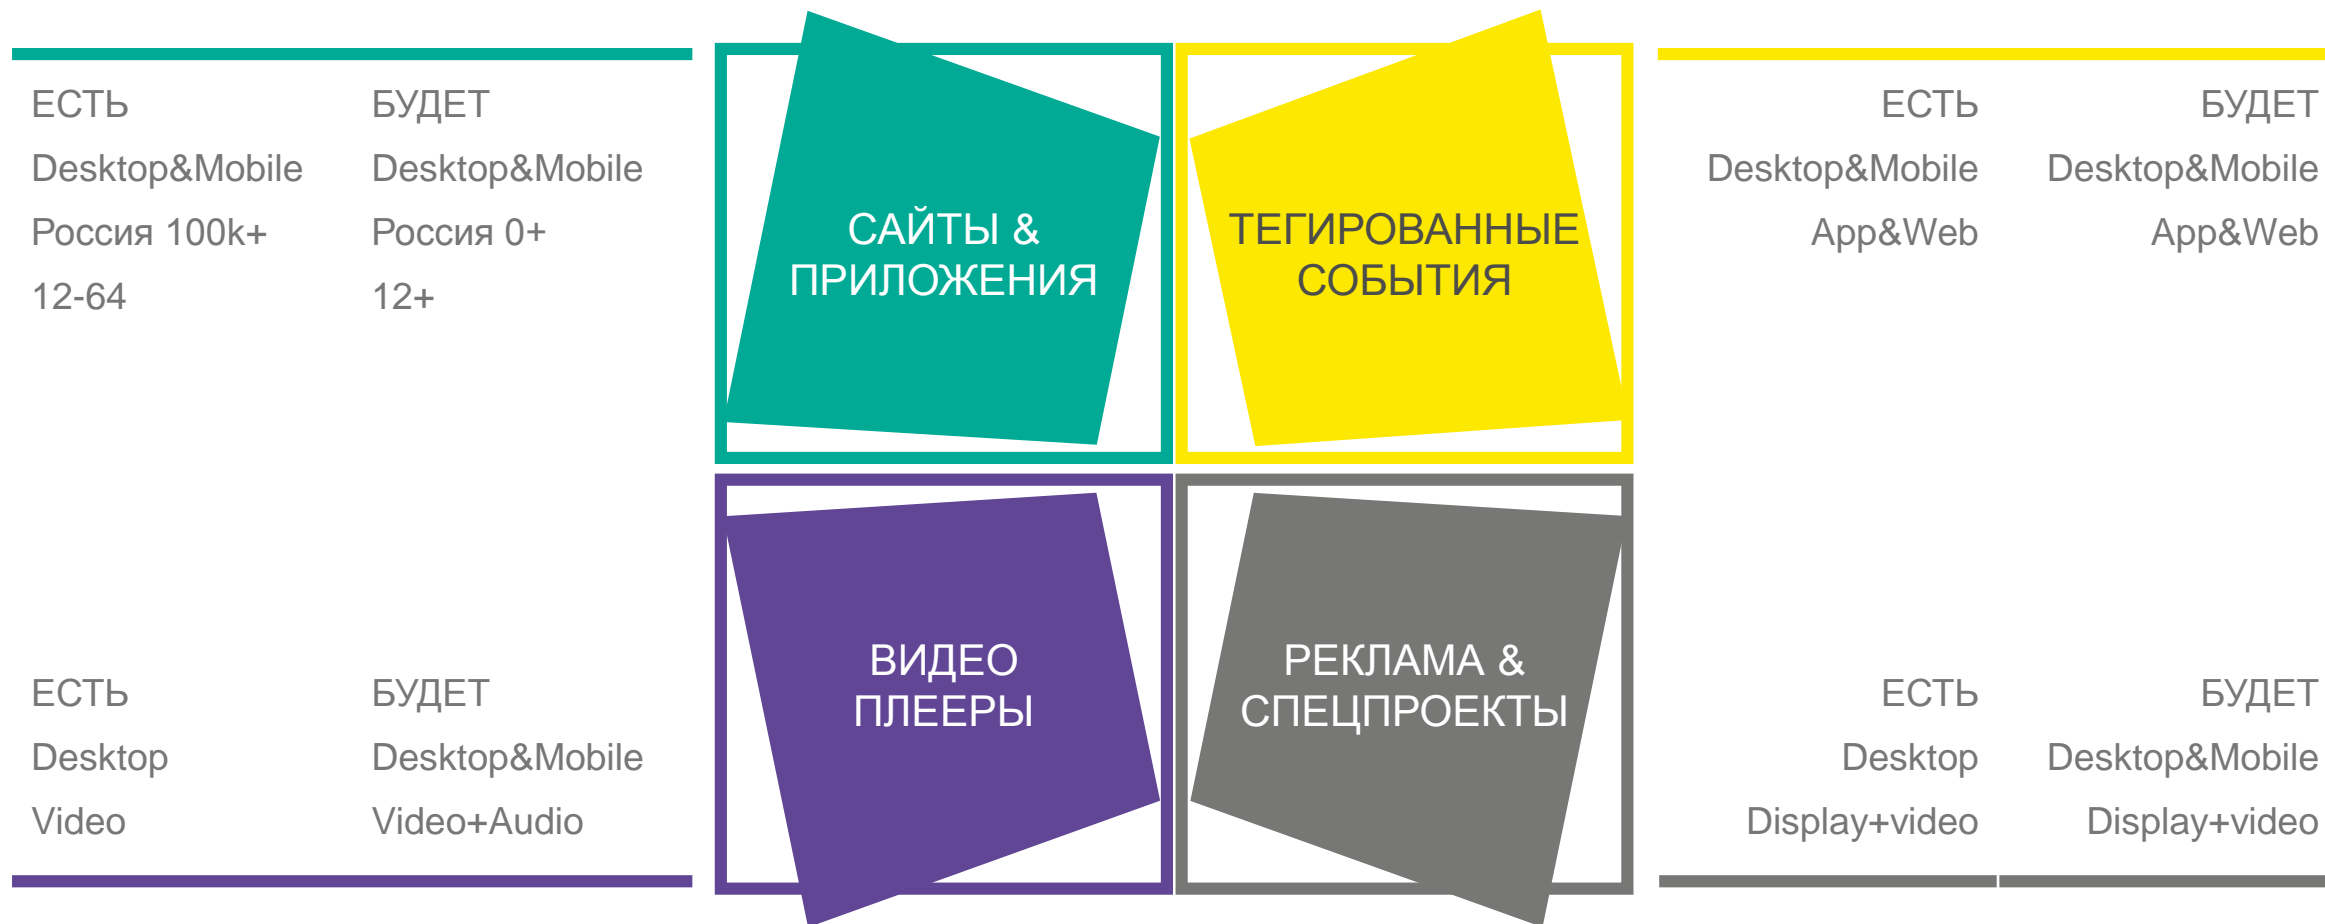 ЕСТЬ
Desktop&Mobile
Россия 100k+
12-64
БУДЕТ
Desktop&Mobile
Россия 0+
12+
САЙТЫ &
ПРИЛОЖЕНИЯ
ТЕГИРОВАННЫЕ
СОБЫТИЯ
ЕСТЬ
Desktop&Mobile
App&Web
БУДЕТ
Desktop&Mobile
App&Web
ЕСТЬ
Desktop
Video
БУДЕТ
Desktop&Mobile
Video+Audio
ВИДЕО
ПЛЕЕРЫ
РЕКЛАМА &
СПЕЦПРОЕКТЫ
ЕСТЬ
Desktop
Display+video
БУДЕТ
Desktop&Mobile
Display+video